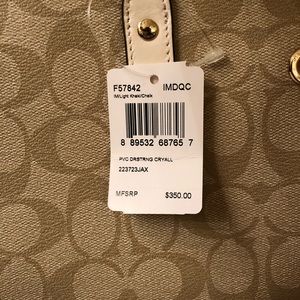 F57842 IMDQC
IM/Light Khaki/Chalk
8 89532 68765 7
PVC DRSTRNG CRYALL
223723JAX
MFSRP $350.00